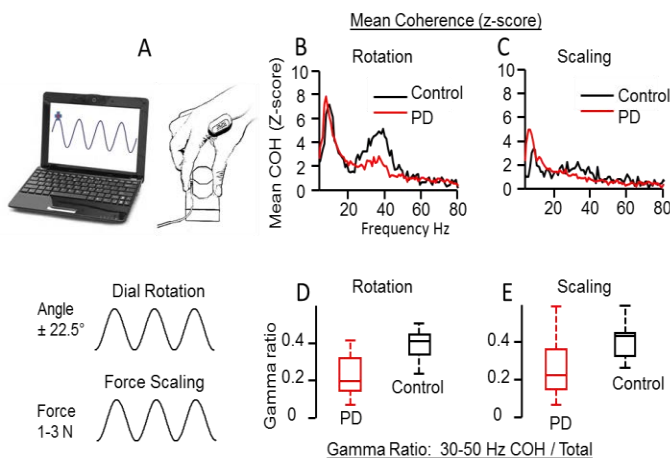 Mean Coherence (z-score)
A
B
Rotation
C
Scaling
Mean COH (Z-score)
10
8
6
4
2
0
Control
PD
20
40
60
80
Frequency Hz
10
8
6
4
2
0
Control
PD
20
40
60
80
Dial Rotation
Angle
± 22.5°
Force Scaling
Force
1-3 N
D
Rotation
Gamma ratio
0.4
0.2
0
PD
Control
E
Scaling
0.4
0.2
0
PD
Control
Gamma Ratio: 30-50 Hz COH / Total